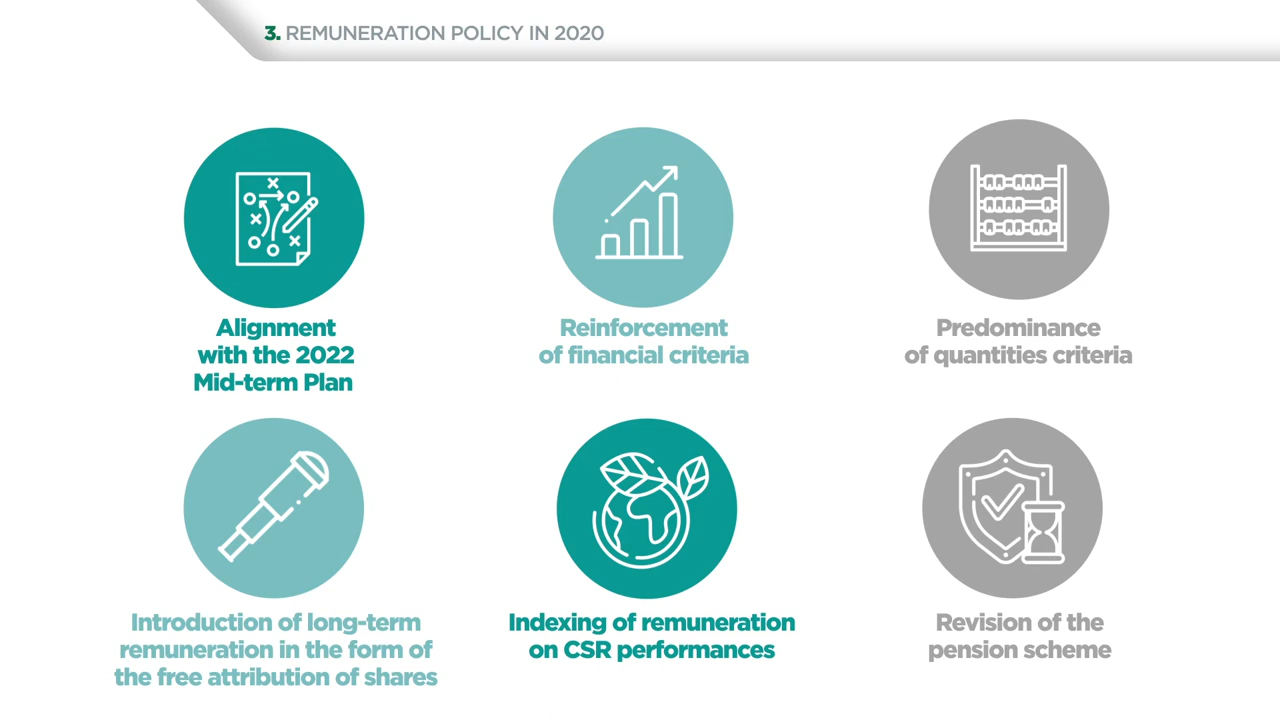 3. REMUNERATION POLICY IN 2020
Alignment
with the 2022
Mid-term Plan
Reinforcement
of financial criteria
Predominance
of quantities criteria
Introduction of long-term
remuneration in the form of
the free attribution of shares
Indexing of remuneration
on CSR performances
Revision of the
pension scheme